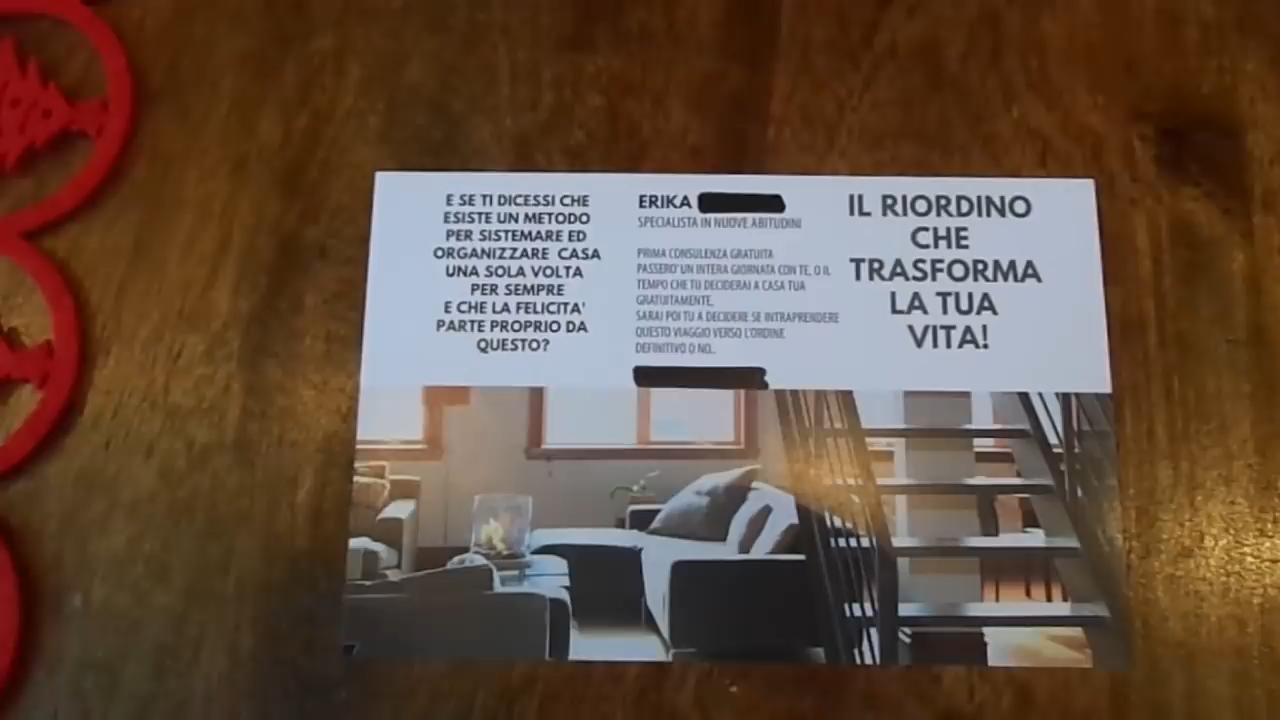 E SE TI DICESSI CHE
ESISTE UN METODO
PER SISTEMARE ED
ORGANIZZARE CASA
UNA SOLA VOLTA
PER SEMPRE
E CHE LA FELICITA'
PARTE PROPRIO DA
QUESTO?
ERIKA
SPECIALISTA IN NUOVE ABITUDINI
PRIMA CONSULENZA GRATUITA
PASSERO' UN INTERA GIORNATA CON TE, O IL
TEMPO CHE TU DECIDERAI A CASA TUA
GRATUITAMENTE.
SARAI POI TU A DECIDERE SE INTRAPRENDERE
QUESTO VIAGGIO VERSO L'ORDINE
DEFINITIVO O NO..
IL RIORDINO
CHE
TRASFORMA
LA TUA
VITA!